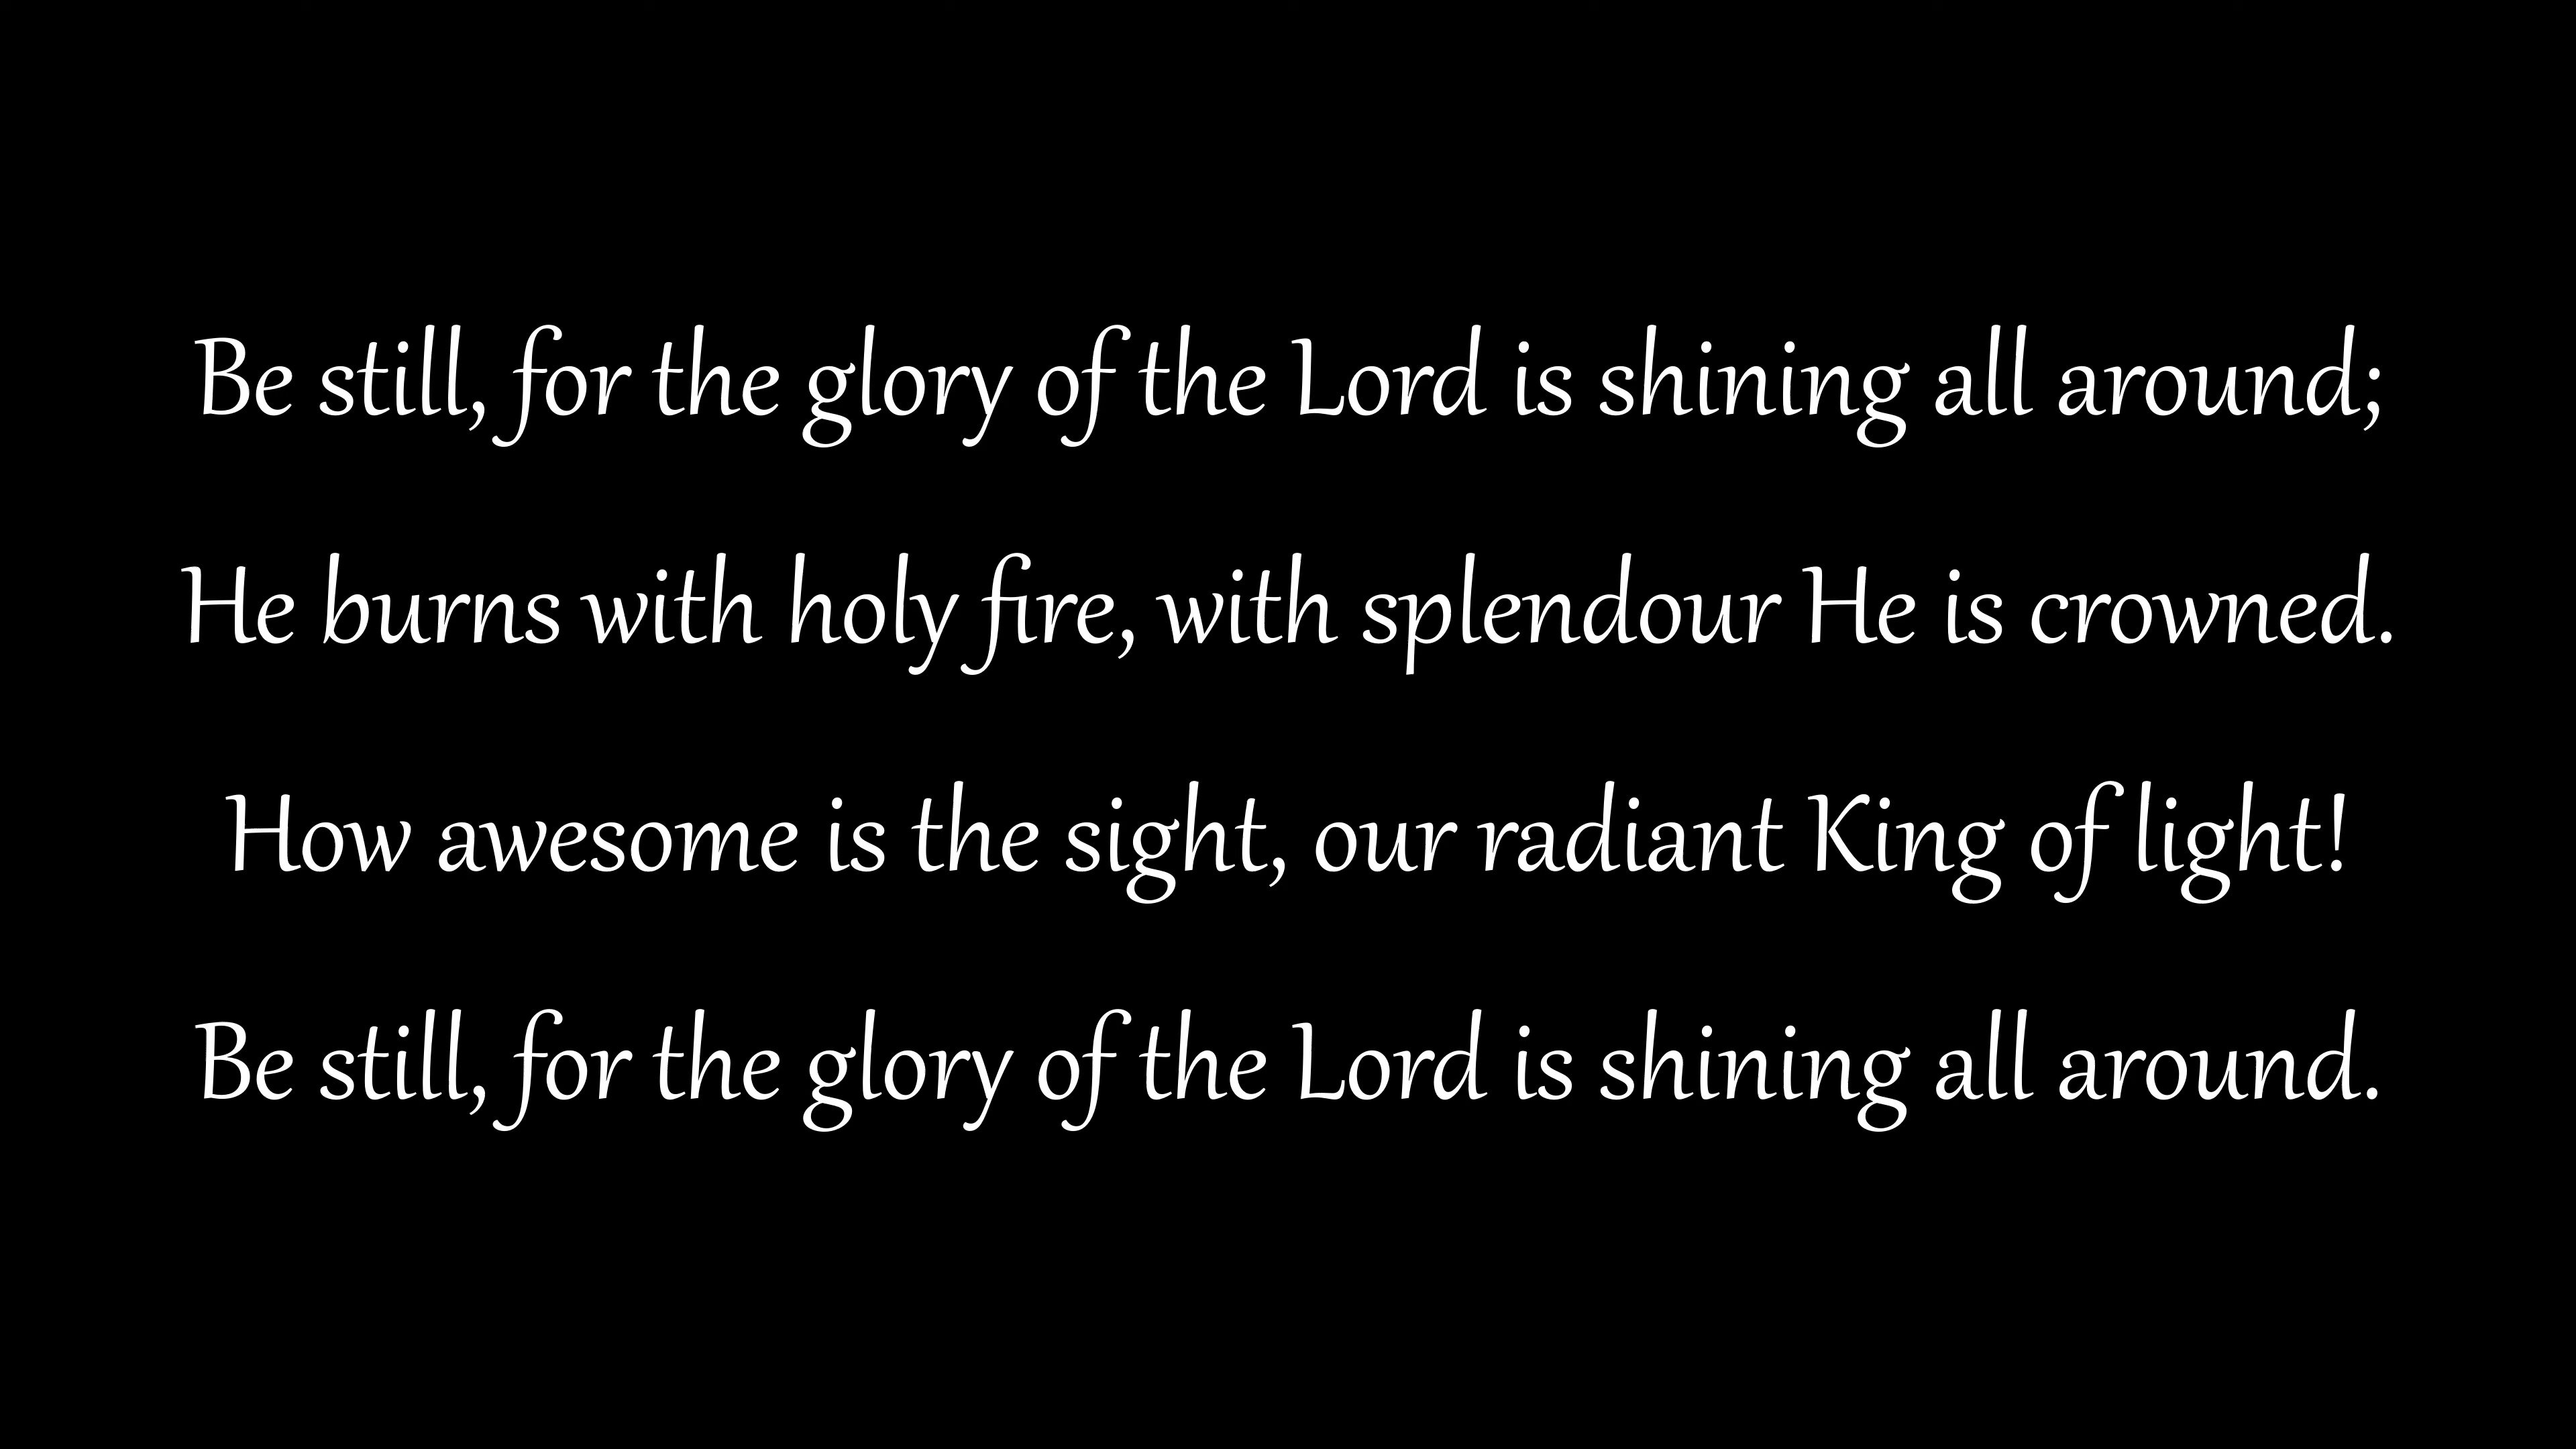 Be still, for the glory of the Lord is shining all around;
He burns with holy fire, with splendour He is crowned.
How awesome is the sight, our radiant King of light!
Be still, for the glory of the Lord is shining all around.